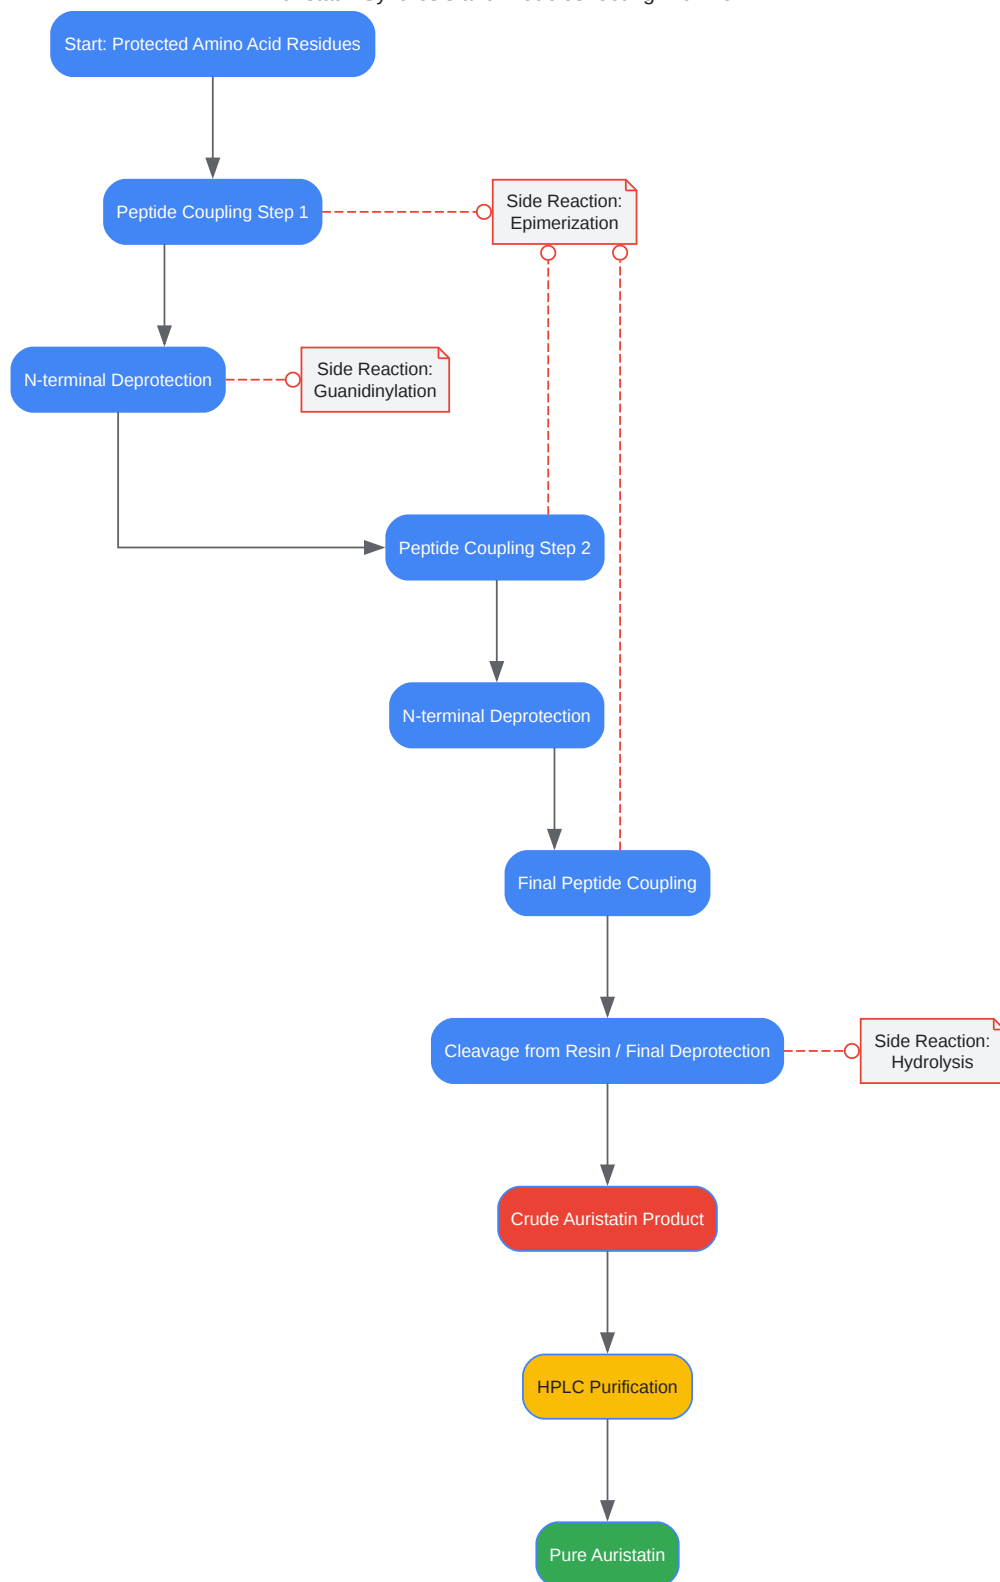 Start: Protected Amino Acid Residues
Peptide Coupling Step 1
Side Reaction:
Epimerization
N-terminal Deprotection
Side Reaction:
Guanidinylation
Peptide Coupling Step 2
N-terminal Deprotection
Final Peptide Coupling
Cleavage from Resin / Final Deprotection
Side Reaction:
Hydrolysis
Crude Auristatin Product
HPLC Purification
Pure Auristatin